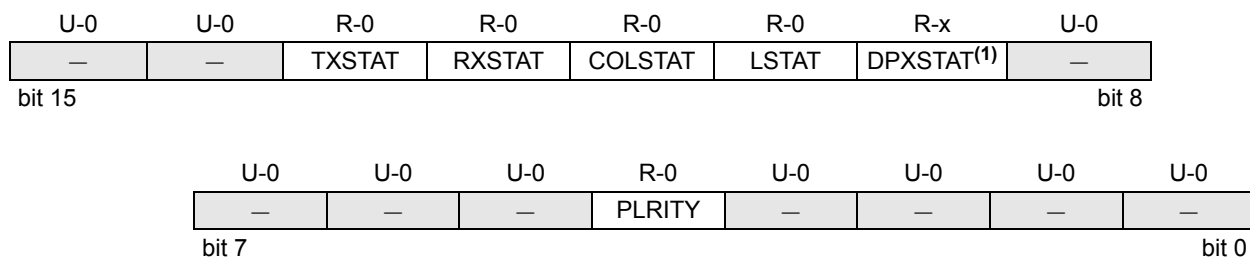 U-0 U-0 R-0 R-0 R-0 R-0 R-x U-0
— — TXSTAT RXSTAT COLSTAT LSTAT DPXSTAT(1) —
bit 15 bit 8
U-0 U-0 U-0 R-0 U-0 U-0 U-0 U-0
— — — PLRITY — — — —
bit 7 bit 0